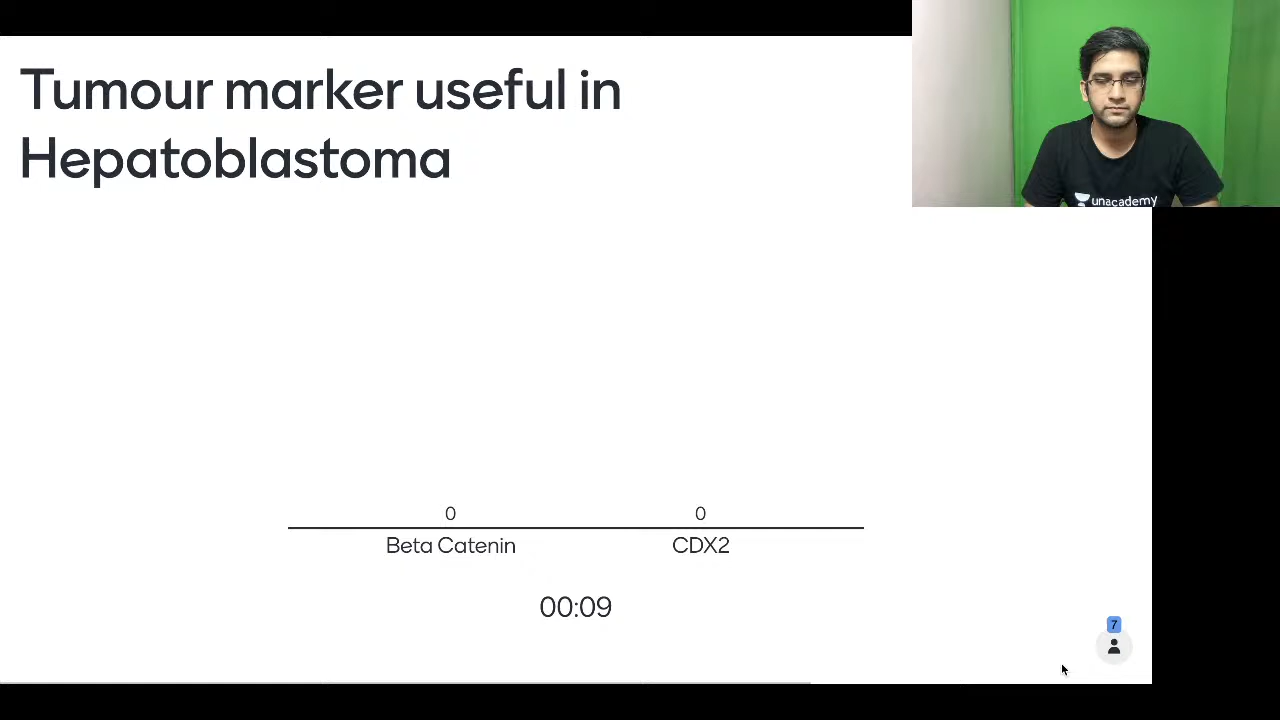 Tumour marker useful in
Hepatoblastoma
unacademy
0 0
Beta Catenin CDX2
00:09
7